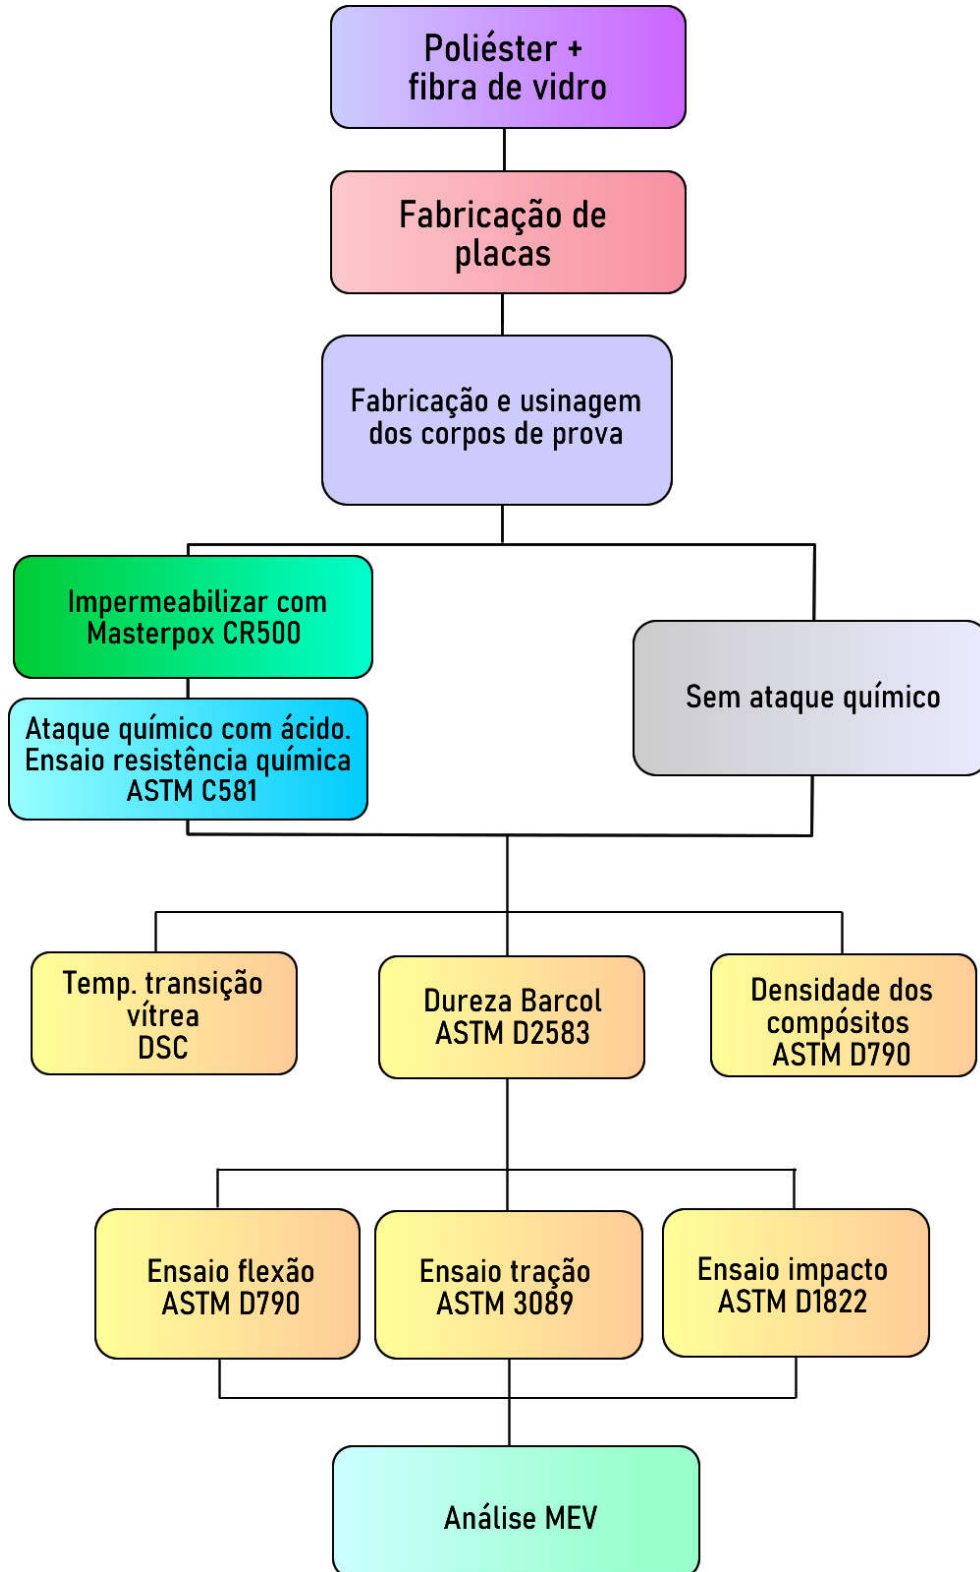 Poliéster +
fibra de vidro
Fabricação de
placas
Fabricação e usinagem
dos corpos de prova
Impermeabilizar com
Masterpox CR500
Sem ataque químico
Ataque químico com ácido.
Ensaio resistência química
ASTM C581
Temp. transição
vítrea
DSC
Dureza Barcol
ASTM D2583
Densidade dos
compósitos
ASTM D790
Ensaio flexão
ASTM D790
Ensaio tração
ASTM 3089
Ensaio impacto
ASTM D1822
Análise MEV